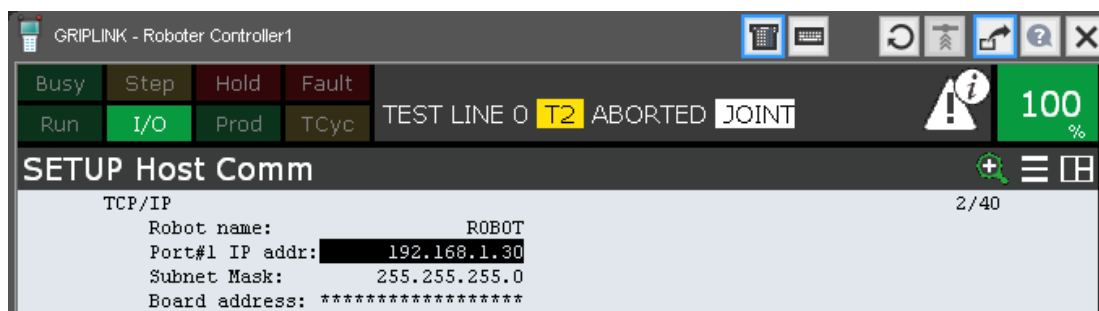 GRIPLINK - Roboter Controller1
Busy Step Hold Fault
Run I/O Prod TCyc
TEST LINE 0 T2 ABORTED JOINT
100
%
SETUP Host Comm
TCP/IP 2/40
Robot name: ROBOT
Port#1 IP addr: 192.168.1.30
Subnet Mask: 255.255.255.0
Board address: ******************